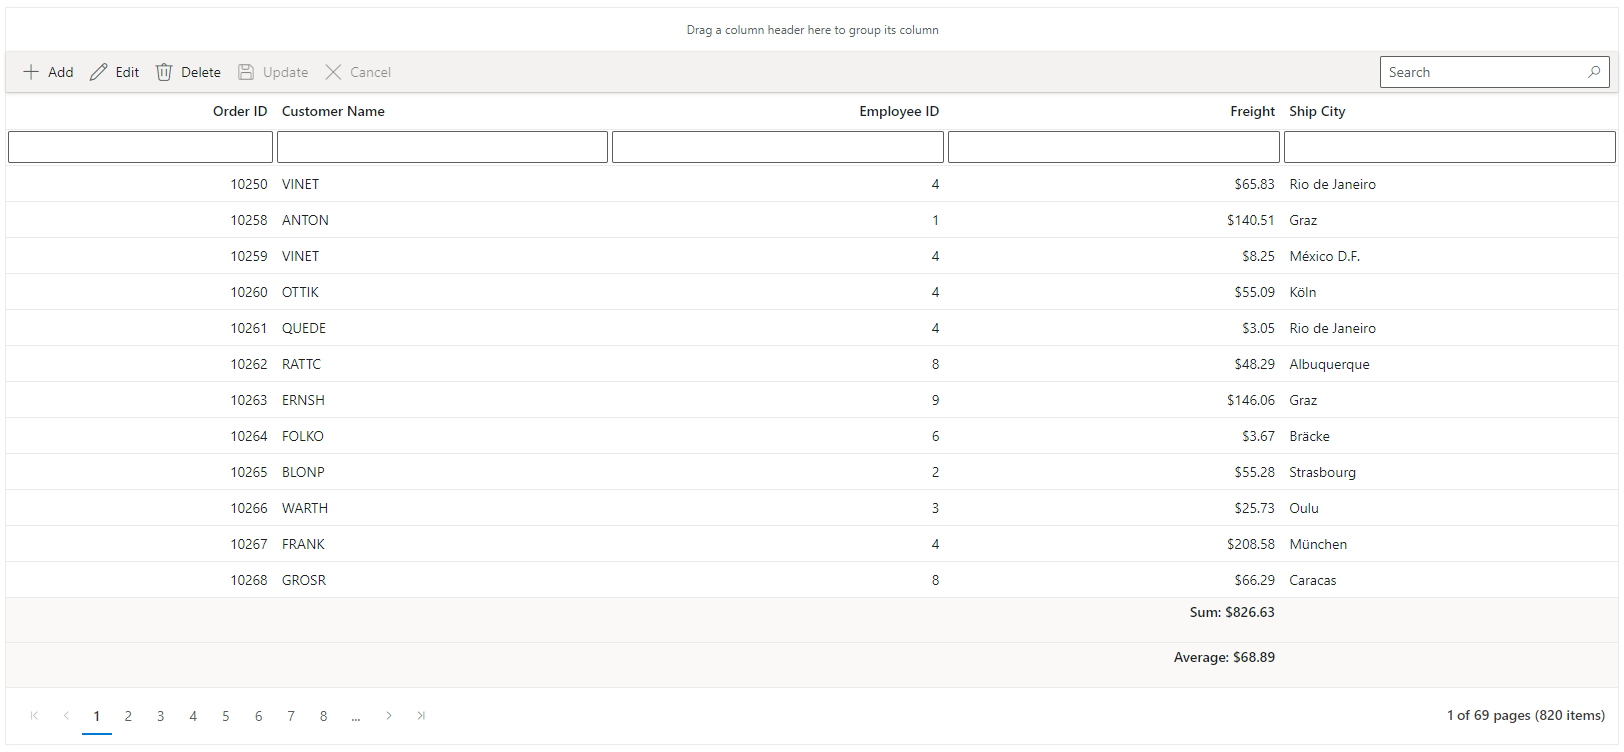 Drag a column header here to group its column
Add Edit Delete Update Cancel Search
Order ID Customer Name Employee ID Freight Ship City
10250 VINET 4 $65.83 Rio de Janeiro
10258 ANTON 1 $140.51 Graz
10259 VINET 4 $8.25 México D.F.
10260 OTTIK 4 $55.09 Köln
10261 QUEDE 4 $3.05 Rio de Janeiro
10262 RATTC 8 $48.29 Albuquerque
10263 ERNSH 9 $146.06 Graz
10264 FOLKO 6 $3.67 Bräcke
10265 BLONP 2 $55.28 Strasbourg
10266 WARTH 3 $25.73 Oulu
10267 FRANK 4 $208.58 München
10268 GROSR 8 $66.29 Caracas
Sum: $826.63
Average: $68.89
1 2 3 4 5 6 7 8 ... 1 of 69 pages (820 items)